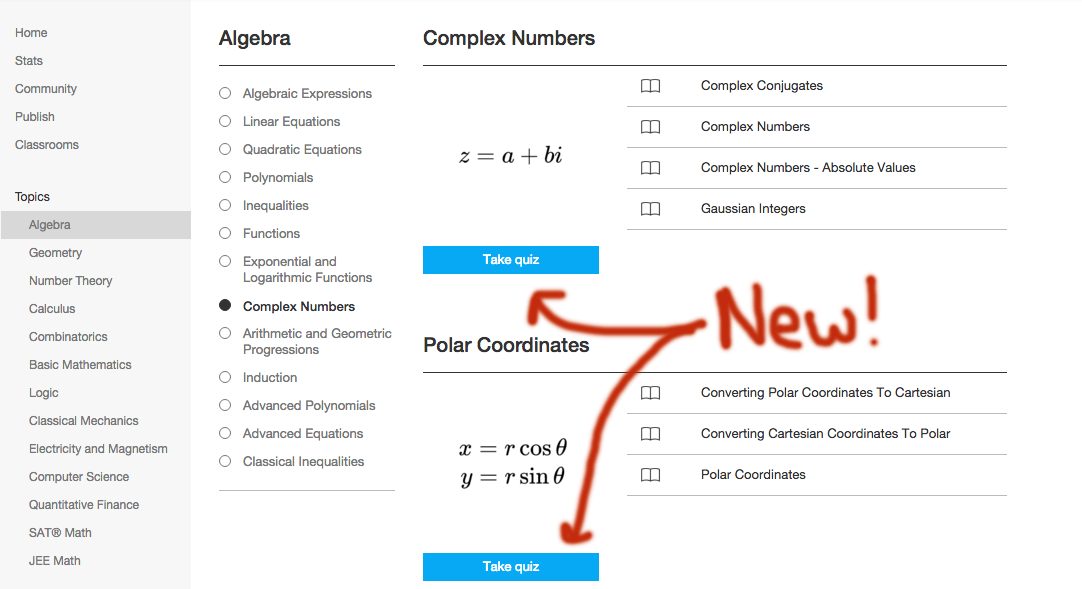 Home
Stats
Community
Publish
Classrooms
Topics
Algebra
Geometry
Number Theory
Calculus
Combinatorics
Basic Mathematics
Logic
Classical Mechanics
Electricity and Magnetism
Computer Science
Quantitative Finance
SAT® Math
JEE Math
Algebra
Algebraic Expressions
Linear Equations
Quadratic Equations
Polynomials
Inequalities
Functions
Exponential and
Logarithmic Functions
Complex Numbers
Arithmetic and Geometric
Progressions
Induction
Advanced Polynomials
Advanced Equations
Classical Inequalities
Complex Numbers
z = a + bi
Complex Conjugates
Complex Numbers
Complex Numbers - Absolute Values
Gaussian Integers
Take quiz
New!
Polar Coordinates
x = r cos θ
y = r sin θ
Converting Polar Coordinates To Cartesian
Converting Cartesian Coordinates To Polar
Polar Coordinates
Take quiz